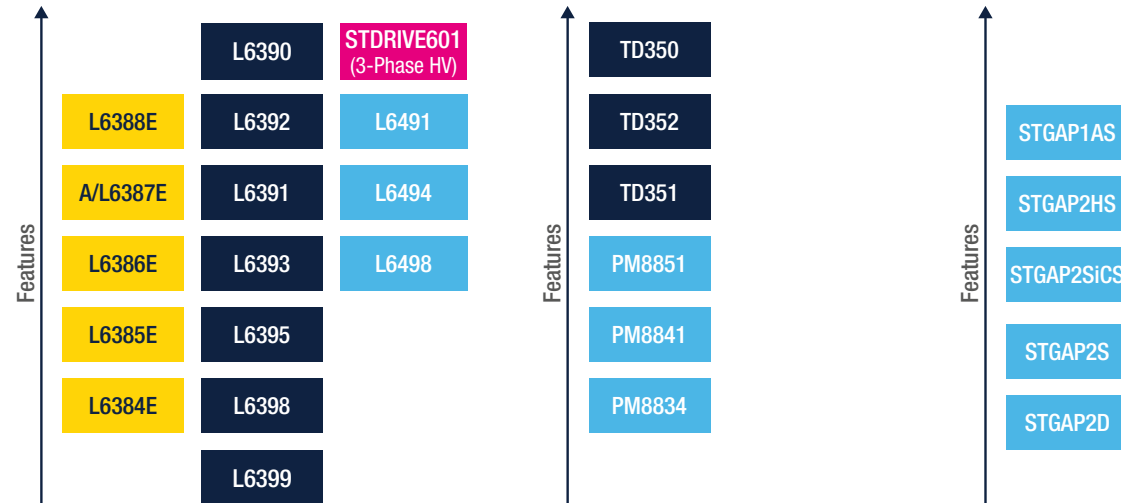 Features
L6388E
A/L6387E
L6386E
L6385E
L6384E
L6390
L6392
L6391
L6393
L6395
L6398
L6399
STDRIVE601
(3-Phase HV)
L6491
L6494
L6498
Features
TD350
TD352
TD351
PM8851
PM8841
PM8834
Features
STGAP1AS
STGAP2HS
STGAP2SiCS
STGAP2S
STGAP2D